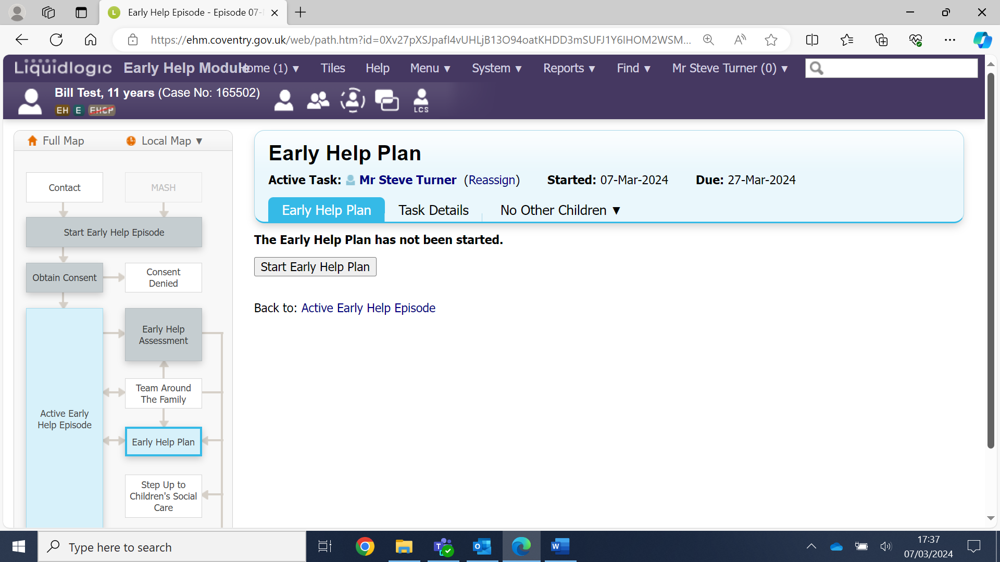 Early Help Episode - Episode 07-
https://ehm.coventry.gov.uk/web/path.htm?id=0Xv27pXSJpafI4vUHLjB13O94oatKHDD3mSUFJ1Y6IHOM2WSM...
Liquidlogic Early Help Module ome (1) ▼ Tiles Help Menu ▼ System ▼ Reports ▼ Find ▼ Mr Steve Turner (0) ▼
Bill Test, 11 years (Case No: 165502)
EH E EHCP
LCS
Full Map Local Map ▼
Contact
MASH
Start Early Help Episode
Obtain Consent
Consent
Denied
Early Help
Assessment
Team Around
The Family
Active Early
Help Episode
Early Help Plan
Step Up to
Children's Social
Care
Early Help Plan
Active Task: Mr Steve Turner (Reassign) Started: 07-Mar-2024 Due: 27-Mar-2024
Early Help Plan Task Details No Other Children ▼
The Early Help Plan has not been started.
Start Early Help Plan
Back to: Active Early Help Episode
Type here to search
17:37
07/03/2024